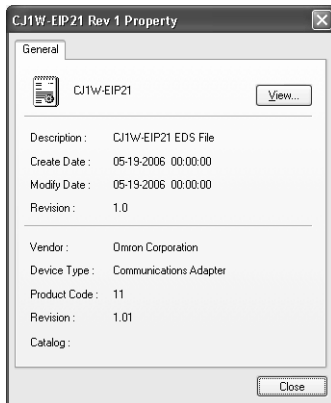 CJ1W-EIP21 Rev 1 Property
General
CJ1W-EIP21
View...
Description : CJ1W-EIP21 EDS File
Create Date : 05-19-2006 00:00:00
Modify Date : 05-19-2006 00:00:00
Revision : 1.0
Vendor : Omron Corporation
Device Type : Communications Adapter
Product Code : 11
Revision : 1.01
Catalog :
Close